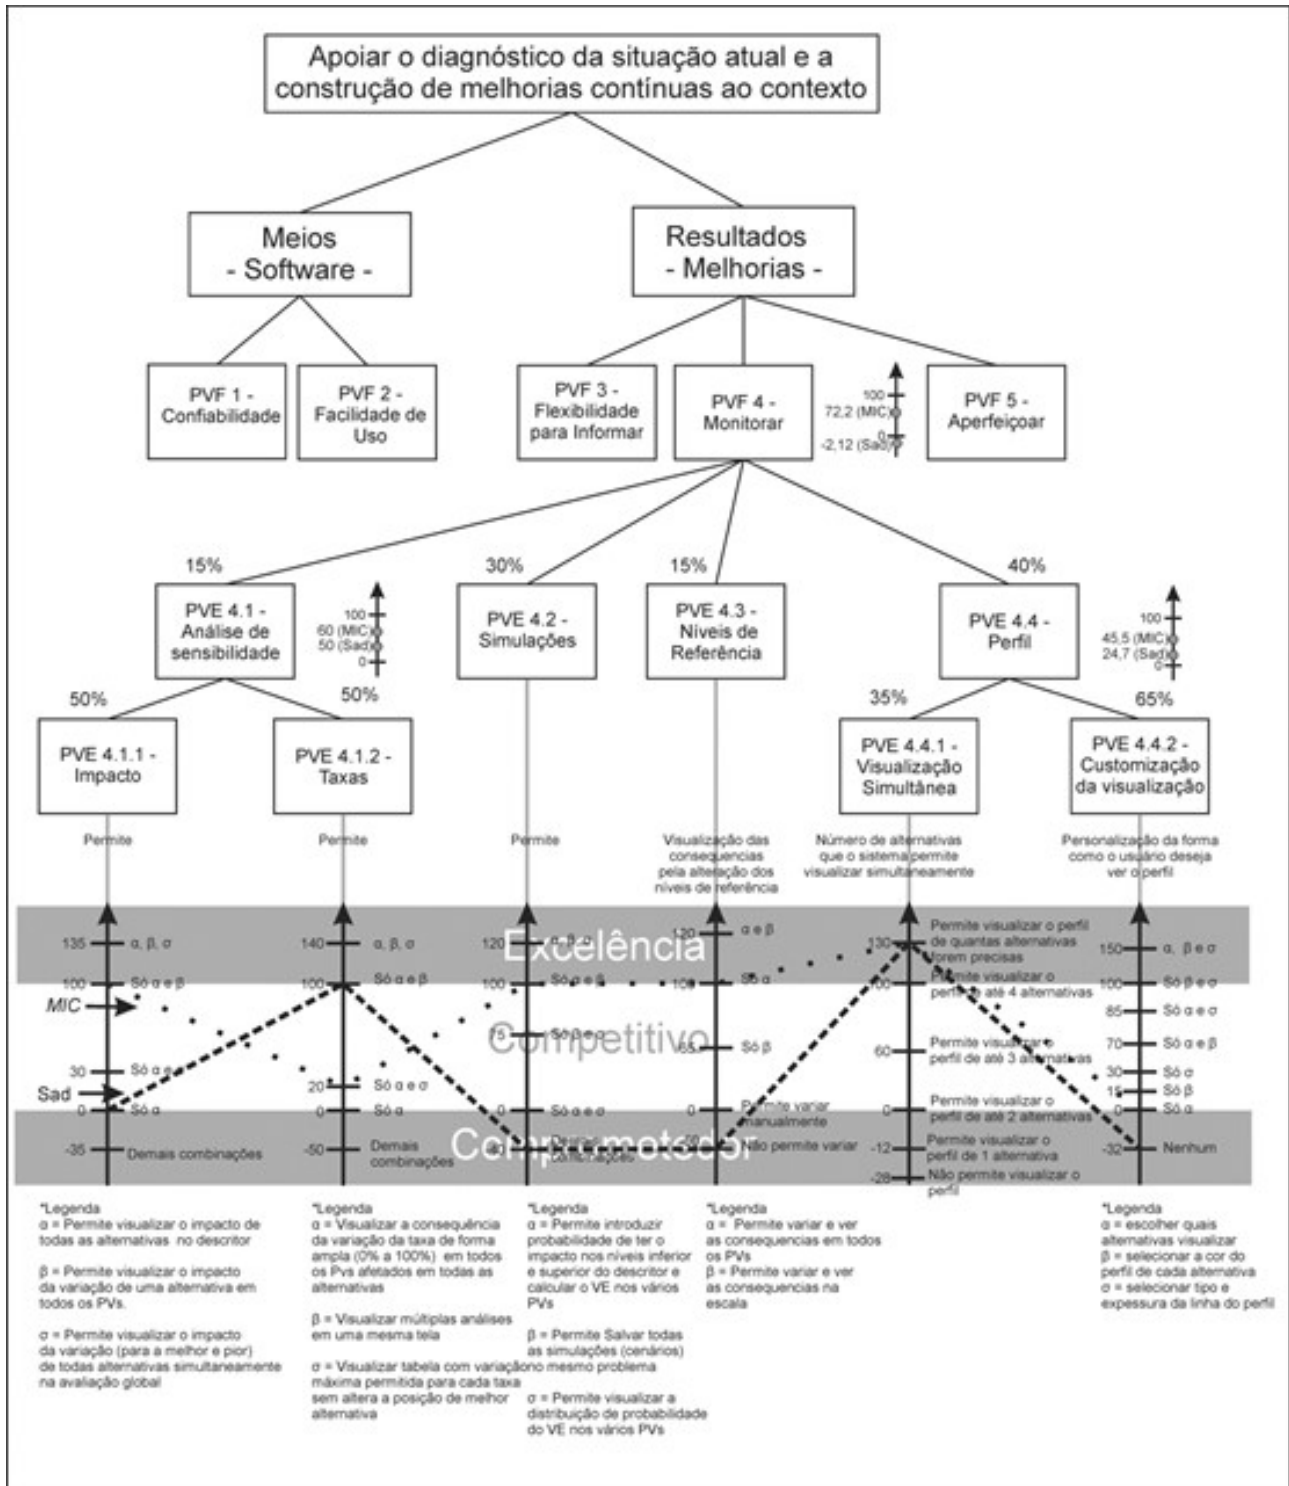 Apoiar o diagnóstico da situação atual e a
construção de melhorias contínuas ao contexto
Meios
- Software -
Resultados
- Melhorias -
PVF 1 -
Confiabilidade
PVF 2 -
Facilidade de
Uso
PVF 3 -
Flexibilidade
para Informar
PVF 4 -
Monitorar
100
72,2 (MIC)
0
-2,12 (Sad)
PVF 5 -
Aperfeiçoar
15%
30%
15%
40%
PVE 4.1 -
Análise de
sensibilidade
100
60 (MIC)
50 (Sad)
0
PVE 4.2 -
Simulações
PVE 4.3 -
Níveis de
Referência
PVE 4.4 -
Perfil
100
45,5 (MIC)
24,7 (Sad)
0
50%
50%
35%
65%
PVE 4.1.1 -
Impacto
PVE 4.1.2 -
Taxas
PVE 4.4.1 -
Visualização
Simultânea
PVE 4.4.2 -
Customização
da visualização
Permite
Permite
Permite
Visualização das
consequencias
pela alteração dos
níveis de referência
Número de alternativas
que o sistema permite
visualizar simultaneamente
Personalização da forma
como o usuário deseja
ver o perfil
Excelência
Competitivo
Comprometedor
MIC
Sad
135 α, β, σ
100 Só α e β
30 Só α e σ
0 Só α
-35 Demais combinações
140 α, β, σ
100 Só α e β
20 Só α e σ
0 Só α
-50 Demais
combinações
120 α, β, σ
100 Só α e β
75 Só β e σ
0 Só α e σ
-40 Demais
combinações
120 α e β
100 Só α
65 Só β
0 Permite variar
manualmente
Não permite variar
130 Permite visualizar o perfil
de quantas alternativas
forem precisas
100 Permite visualizar o
perfil de até 4 alternativas
60 Permite visualizar o
perfil de até 3 alternativas
0 Permite visualizar o
perfil de até 2 alternativas
-12 Permite visualizar o
perfil de 1 alternativa
-28 Não permite visualizar o
perfil
150 α, β e σ
100 Só β e σ
85 Só α e σ
70 Só α e β
30 Só σ
15 Só β
0 Só α
-32 Nenhum
*Legenda
α = Permite visualizar o impacto de
todas as alternativas no descritor
β = Permite visualizar o impacto
da variação de uma alternativa em
todos os PVs.
σ = Permite visualizar o impacto
da variação (para a melhor e pior)
de todas alternativas simultaneamente
na avaliação global
*Legenda
α = Visualizar a consequência
da variação da taxa de forma
ampla (0% a 100%) em todos
os Pvs afetados em todas as
alternativas
β = Visualizar múltiplas análises
em uma mesma tela
σ = Visualizar tabela com variação
máxima permitida para cada taxa
sem altera a posição de melhor
alternativa
*Legenda
α = Permite introduzir
probabilidade de ter o
impacto nos níveis inferior
e superior do descritor e
calcular o VE nos vários
PVs
β = Permite Salvar todas
as simulações (cenários)
no mesmo problema
σ = Permite visualizar a
distribuição de probabilidade
do VE nos vários PVs
*Legenda
α = Permite variar e ver
as consequencias em todos
os PVs
β = Permite variar e ver
as consequencias na
escala
*Legenda
α = escolher quais
alternativas visualizar
β = selecionar a cor do
perfil de cada alternativa
σ = selecionar tipo e
expessura da linha do perfil